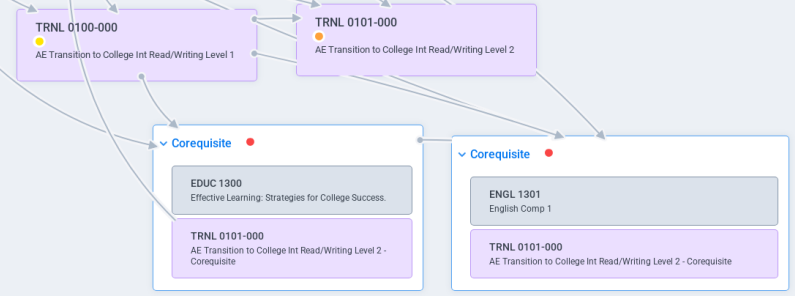 TRNL 0100-000
AE Transition to College Int Read/Writing Level 1
TRNL 0101-000
AE Transition to College Int Read/Writing Level 2
Corequisite
EDUC 1300
Effective Learning: Strategies for College Success.
TRNL 0101-000
AE Transition to College Int Read/Writing Level 2 -
Corequisite
Corequisite
ENGL 1301
English Comp 1
TRNL 0101-000
AE Transition to College Int Read/Writing Level 2 - Corequisite